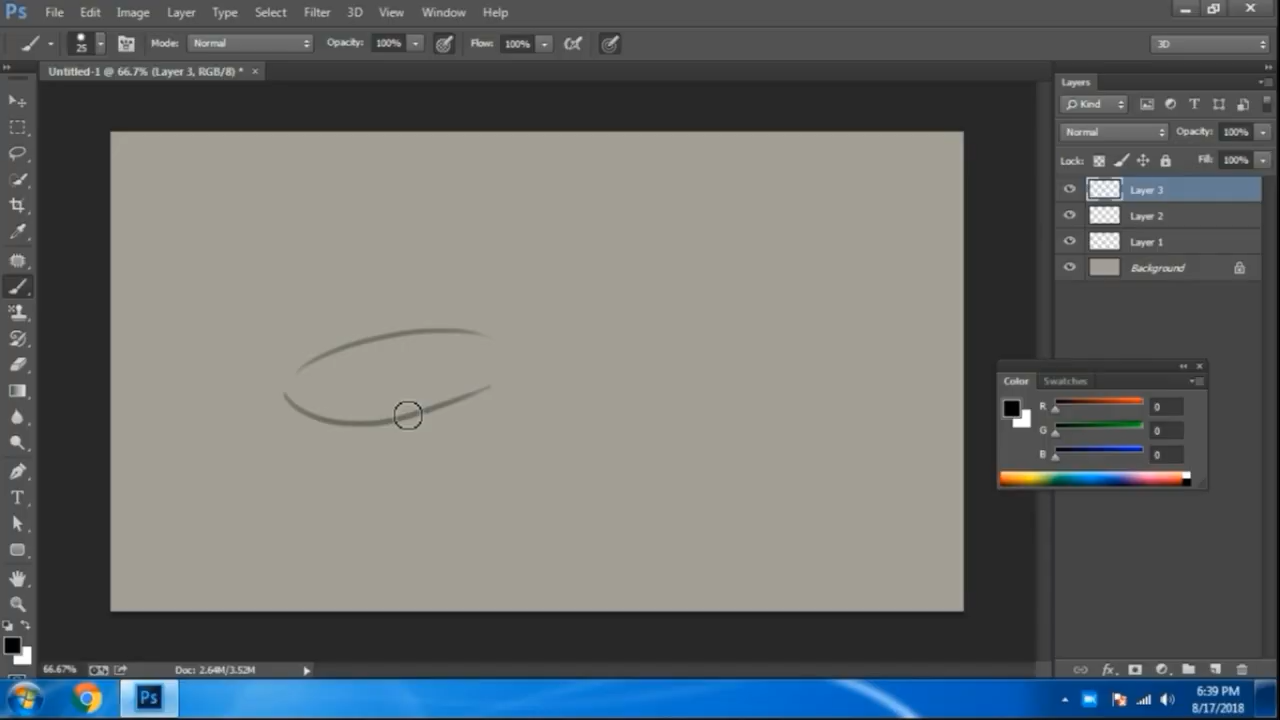 Ps File Edit Image Layer Type Select Filter 3D View Window Help
25 Mode: Normal Opacity: 100% Flow: 100% 3D
Untitled-1 @ 66.7% (Layer 3, RGB/8) * ×
Layers
Kind
Normal Opacity: 100%
Lock: Fill: 100%
Layer 3
Layer 2
Layer 1
Background
Color Swatches
R 0
G 0
B 0
66.67% Doc: 2.64M/3.52M
Ps
6:39 PM
8/17/2018